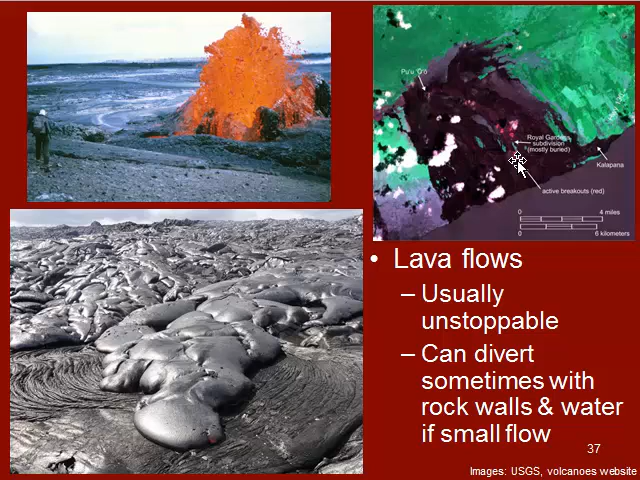 Pu'u 'O'o
Royal Gardens
subdivision
(mostly buried)
Kalapana
active breakouts (red)
0 4 miles
0 6 kilometers
• Lava flows
– Usually
unstoppable
– Can divert
sometimes with
rock walls & water
if small flow
37
Images: USGS, volcanoes website